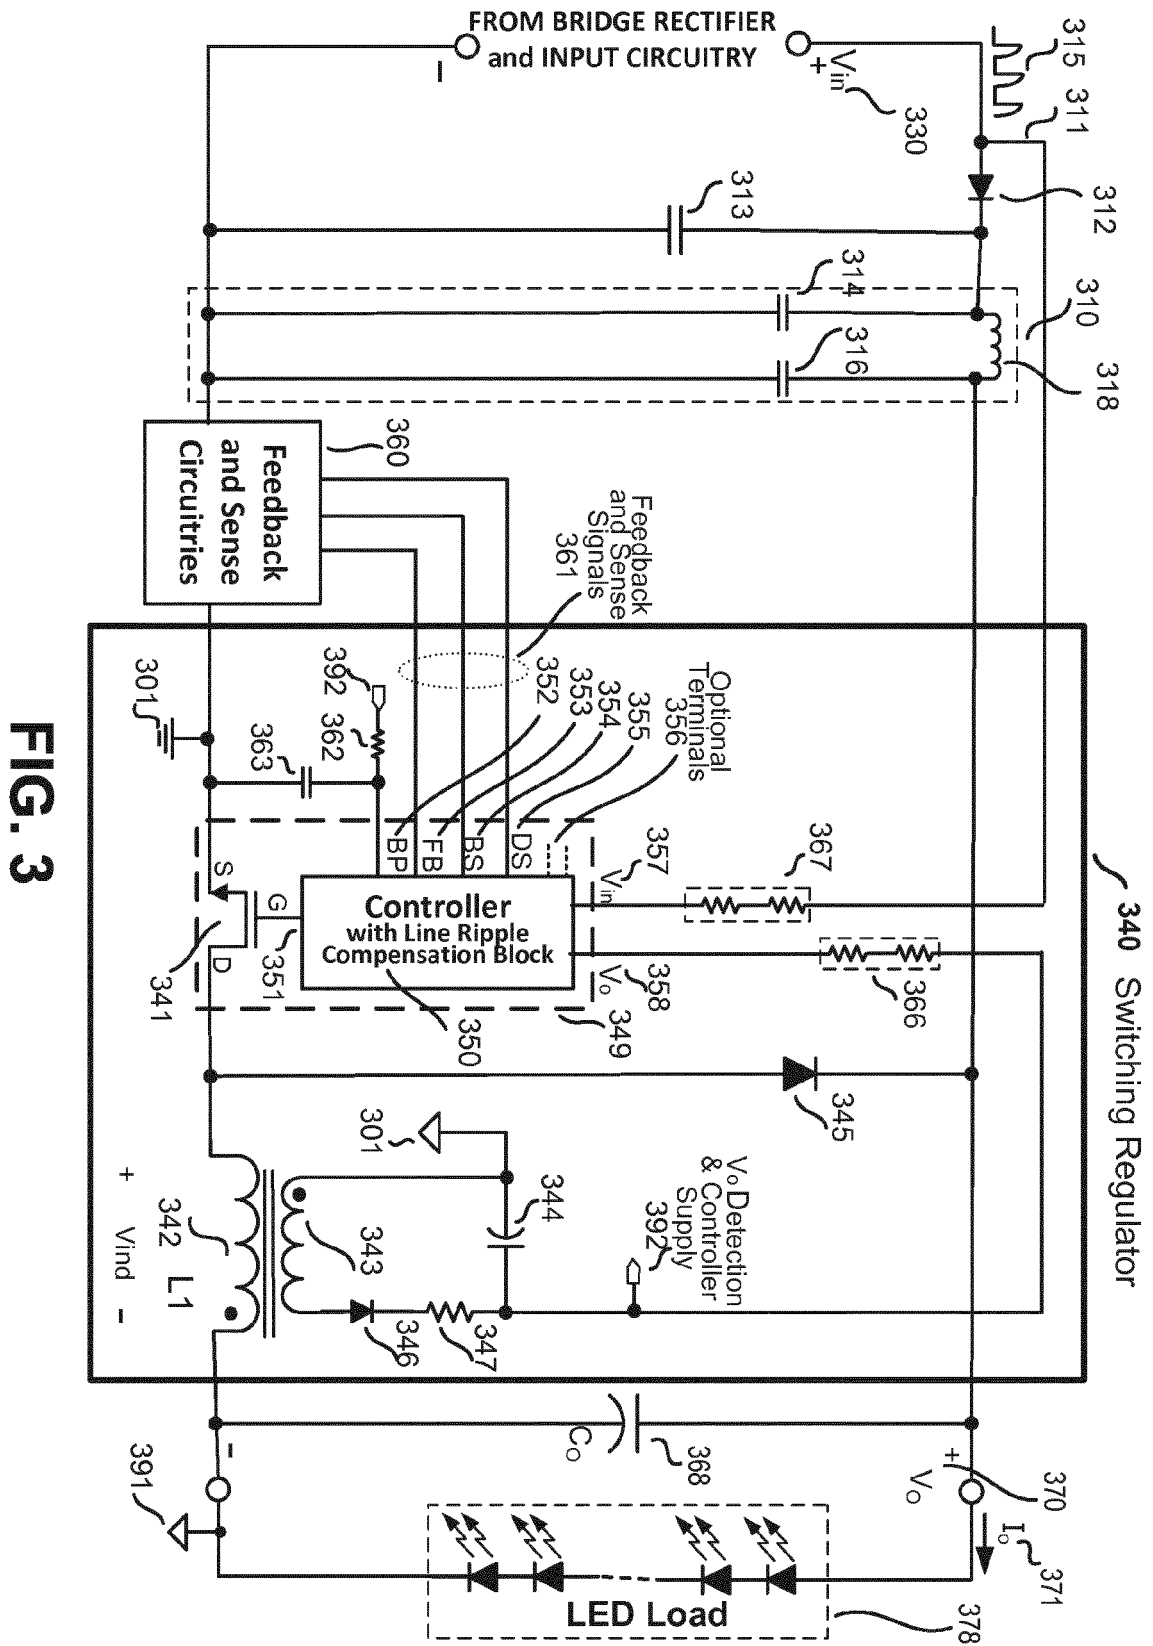 FROM BRIDGE RECTIFIER
and INPUT CIRCUITRY
−
+
Vin
330
315
311
312
313
314
316
310
318
Feedback
and Sense
Circuitries
360
Feedback
and Sense
Signals
361
340 Switching Regulator
301
392
362
363
352
353
354
355
Optional
Terminals
356
357
Vin
367
BP
FB
BS
DS
Controller
with Line Ripple
Compensation Block
S
G
D
341
351
350
349
358
Vo
366
345
301
344
Vo Detection
& Controller
Supply
392
343
342
L1
+ Vind −
346
347
368
CO
−
391
+
VO
370
Io
371
LED Load
378
FIG. 3